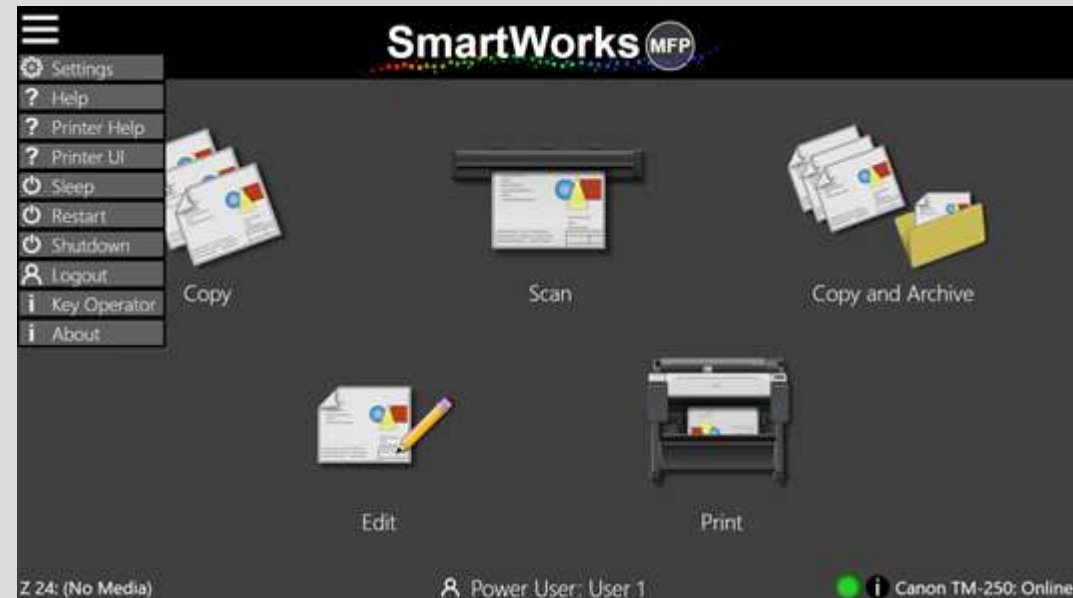 SmartWorks MFP
Settings
? Help
? Printer Help
? Printer UI
Sleep
Restart
Shutdown
Logout
i Key Operator
i About
Copy
Scan
Copy and Archive
Edit
Print
Z 24: (No Media)
Power User: User 1
i Canon TM-250: Online